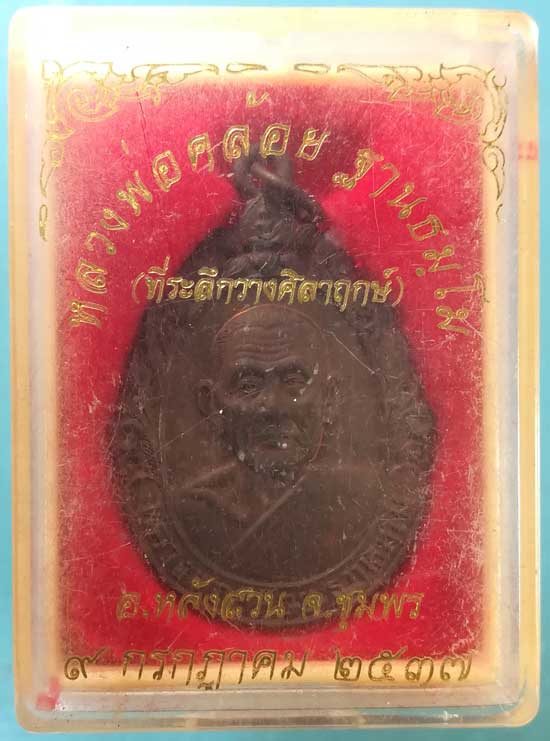 หลวงพ่อคล้อย ฐานธมฺโม
(ที่ระลึกวางศิลาฤกษ์)
อ.หลังสวน จ.ชุมพร
๙ กรกฎาคม ๒๕๓๗